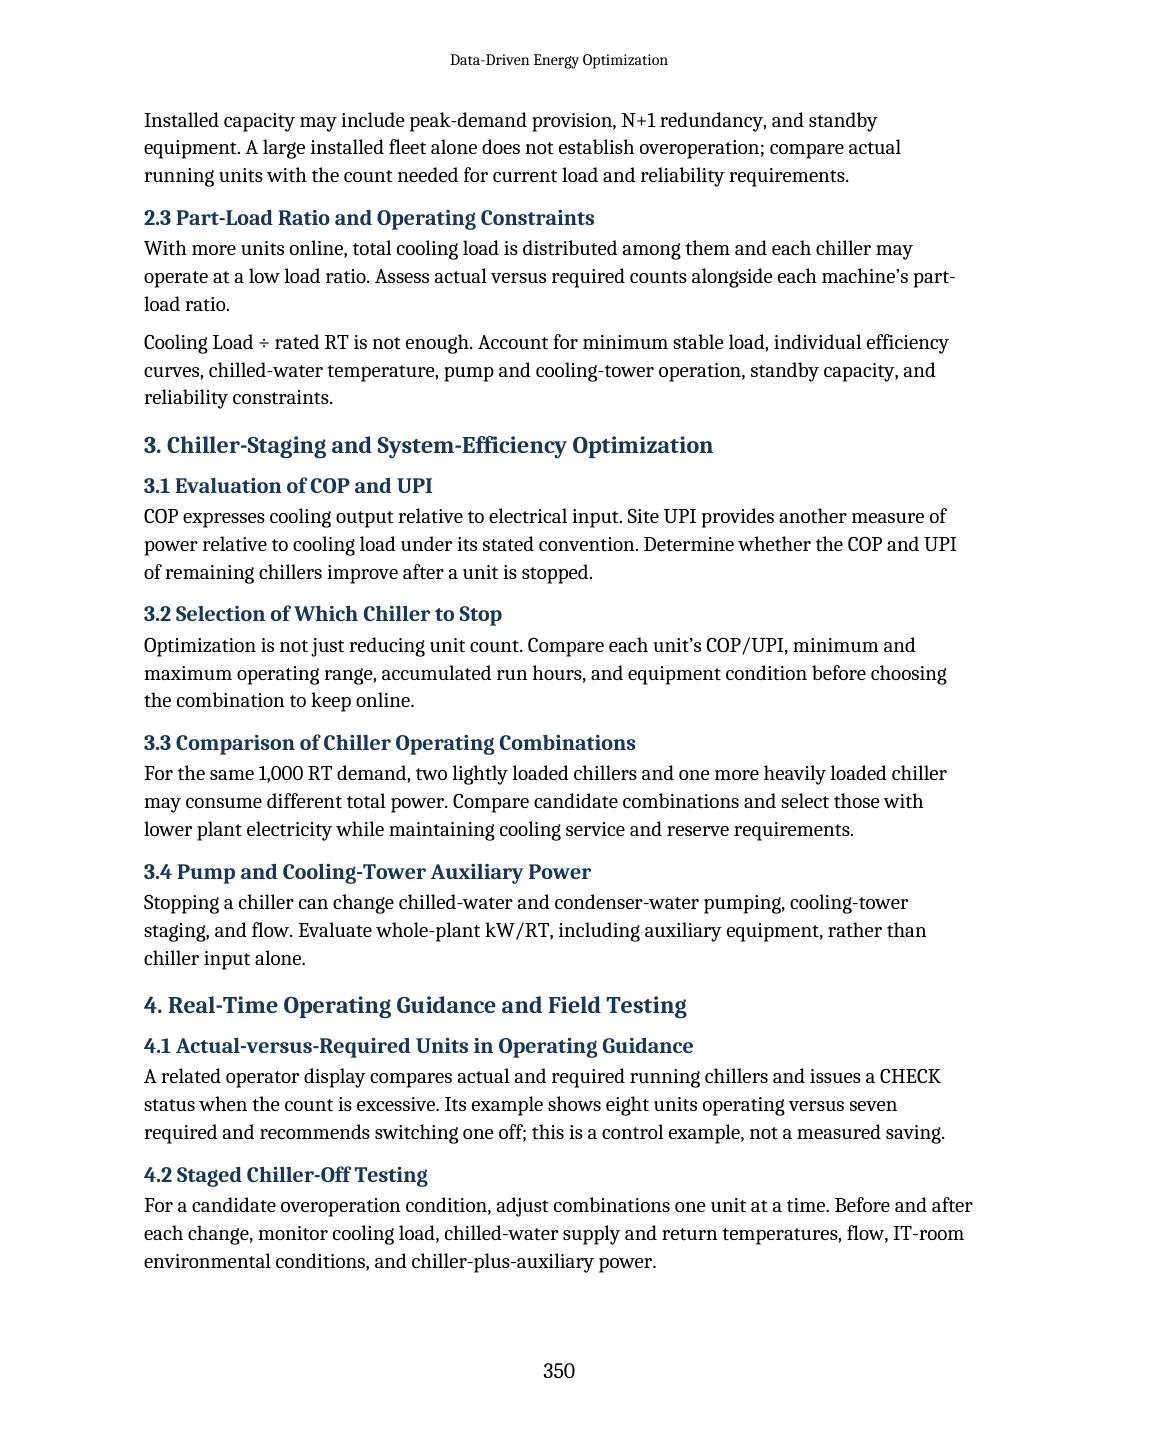 Data-Driven Energy Optimization
Installed capacity may include peak-demand provision, N+1 redundancy, and standby
equipment. A large installed fleet alone does not establish overoperation; compare actual
running units with the count needed for current load and reliability requirements.
2.3 Part-Load Ratio and Operating Constraints
With more units online, total cooling load is distributed among them and each chiller may
operate at a low load ratio. Assess actual versus required counts alongside each machine’s part-
load ratio.
Cooling Load ÷ rated RT is not enough. Account for minimum stable load, individual efficiency
curves, chilled-water temperature, pump and cooling-tower operation, standby capacity, and
reliability constraints.
3. Chiller-Staging and System-Efficiency Optimization
3.1 Evaluation of COP and UPI
COP expresses cooling output relative to electrical input. Site UPI provides another measure of
power relative to cooling load under its stated convention. Determine whether the COP and UPI
of remaining chillers improve after a unit is stopped.
3.2 Selection of Which Chiller to Stop
Optimization is not just reducing unit count. Compare each unit’s COP/UPI, minimum and
maximum operating range, accumulated run hours, and equipment condition before choosing
the combination to keep online.
3.3 Comparison of Chiller Operating Combinations
For the same 1,000 RT demand, two lightly loaded chillers and one more heavily loaded chiller
may consume different total power. Compare candidate combinations and select those with
lower plant electricity while maintaining cooling service and reserve requirements.
3.4 Pump and Cooling-Tower Auxiliary Power
Stopping a chiller can change chilled-water and condenser-water pumping, cooling-tower
staging, and flow. Evaluate whole-plant kW/RT, including auxiliary equipment, rather than
chiller input alone.
4. Real-Time Operating Guidance and Field Testing
4.1 Actual-versus-Required Units in Operating Guidance
A related operator display compares actual and required running chillers and issues a CHECK
status when the count is excessive. Its example shows eight units operating versus seven
required and recommends switching one off; this is a control example, not a measured saving.
4.2 Staged Chiller-Off Testing
For a candidate overoperation condition, adjust combinations one unit at a time. Before and after
each change, monitor cooling load, chilled-water supply and return temperatures, flow, IT-room
environmental conditions, and chiller-plus-auxiliary power.
350